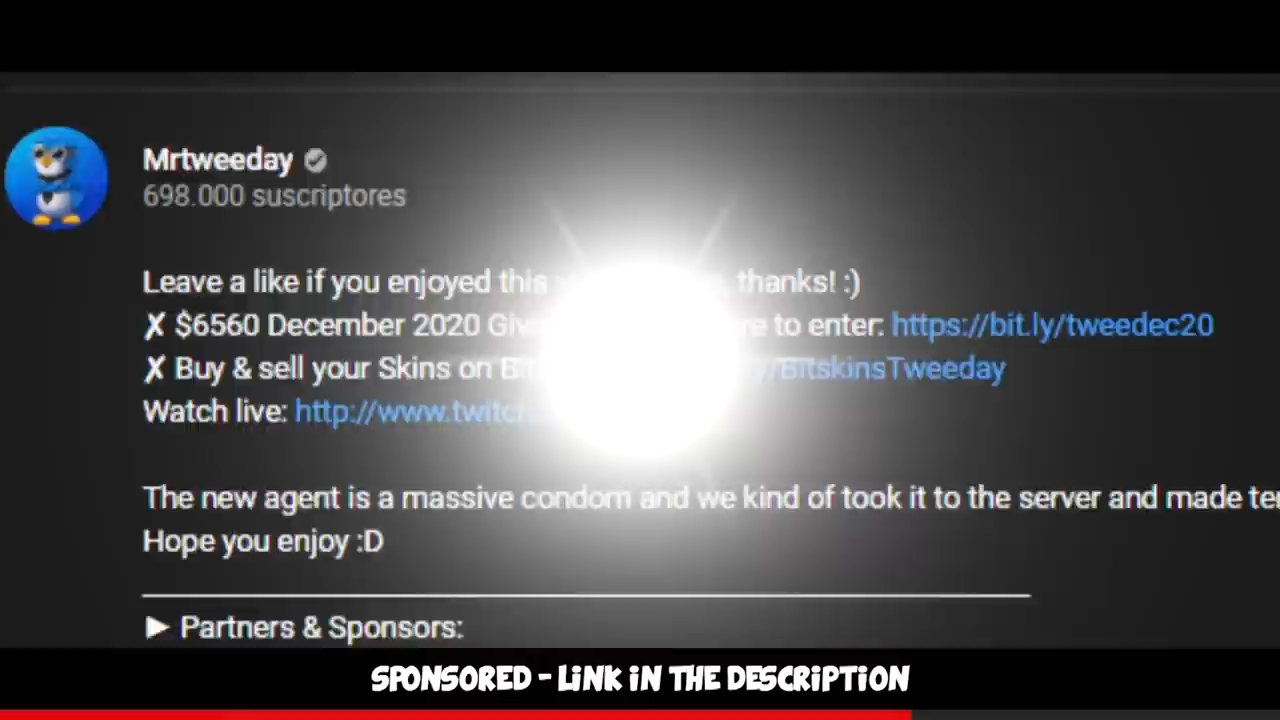 Mrtweeday
698.000 suscriptores
Leave a like if you enjoyed this thanks! :)
✗ $6560 December 2020 to enter: https://bit.ly/tweedec20
✗ Buy & sell your Skins on BitskinsTweeday
Watch live: http://www.twitch
The new agent is a massive condom and we kind of took it to the server and made
Hope you enjoy :D
► Partners & Sponsors:
SPONSORED - LINK IN THE DESCRIPTION